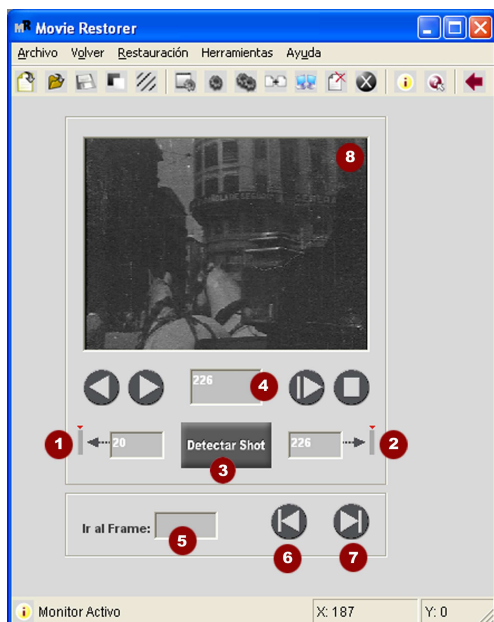 MR Movie Restorer
Archivo Volver Restauración Herramientas Ayuda
8
226
4
1
20
Detectar Shot
226
2
3
Ir al Frame:
5
6
7
Monitor Activo
X: 187
Y: 0